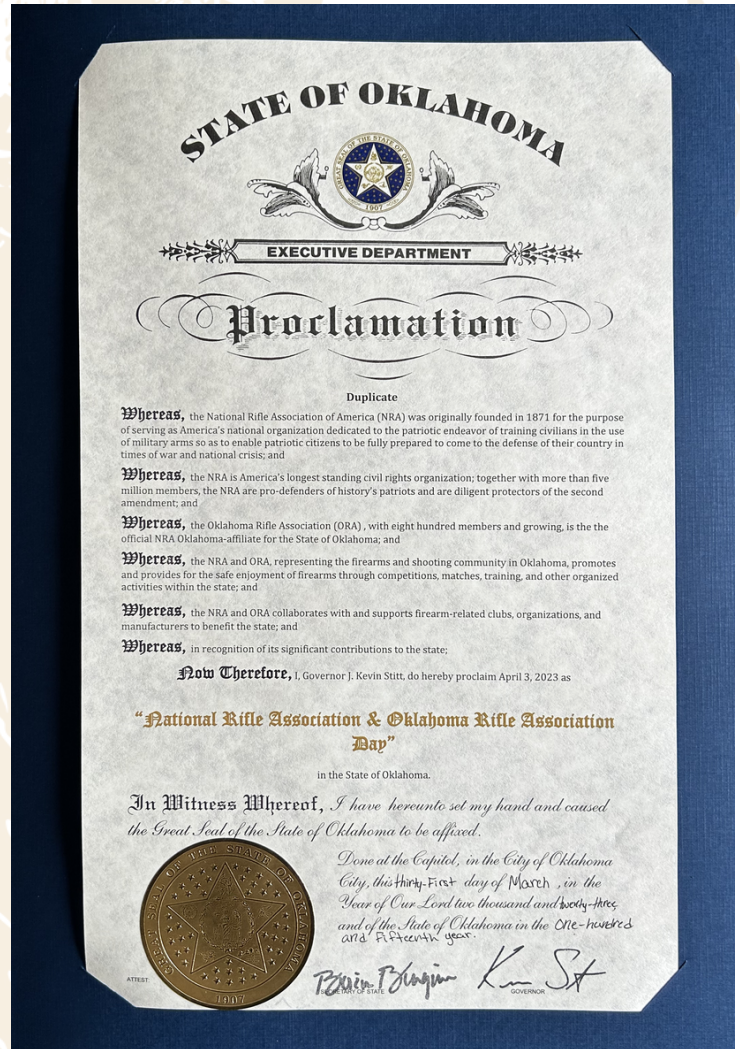 STATE OF OKLAHOMA
GREAT SEAL OF THE STATE OF OKLAHOMA
1907
EXECUTIVE DEPARTMENT
Proclamation
Duplicate
Whereas, the National Rifle Association of America (NRA) was originally founded in 1871 for the purpose
of serving as America's national organization dedicated to the patriotic endeavor of training civilians in the use
of military arms so as to enable patriotic citizens to be fully prepared to come to the defense of their country in
times of war and national crisis; and
Whereas, the NRA is America's longest standing civil rights organization; together with more than five
million members, the NRA are pro-defenders of history's patriots and are diligent protectors of the second
amendment; and
Whereas, the Oklahoma Rifle Association (ORA) , with eight hundred members and growing, is the the
official NRA Oklahoma-affiliate for the State of Oklahoma; and
Whereas, the NRA and ORA, representing the firearms and shooting community in Oklahoma, promotes
and provides for the safe enjoyment of firearms through competitions, matches, training, and other organized
activities within the state; and
Whereas, the NRA and ORA collaborates with and supports firearm-related clubs, organizations, and
manufacturers to benefit the state; and
Whereas, in recognition of its significant contributions to the state;
Now Therefore, I, Governor J. Kevin Stitt, do hereby proclaim April 3, 2023 as
"National Rifle Association & Oklahoma Rifle Association
Day"
in the State of Oklahoma.
In Witness Whereof, I have hereunto set my hand and caused
the Great Seal of the State of Oklahoma to be affixed.
Done at the Capitol, in the City of Oklahoma
City, this thirty-First day of March , in the
Year of Our Lord two thousand and twenty-three
and of the State of Oklahoma in the One-hundred
and Fifteenth year.
GREAT SEAL OF THE STATE OF OKLAHOMA
1907
ATTEST:
SECRETARY OF STATE
GOVERNOR